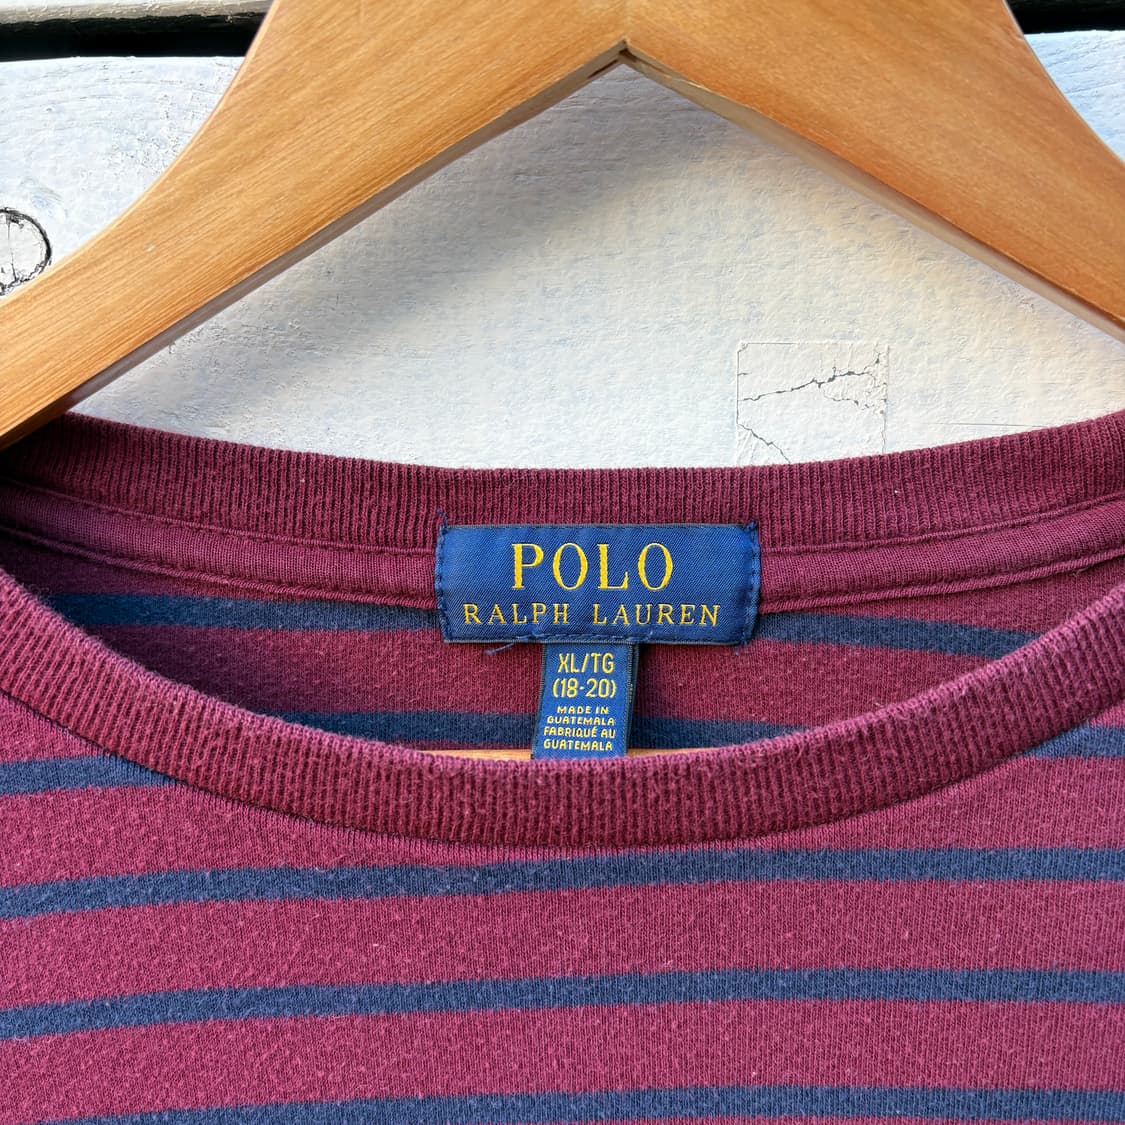 POLO
RALPH LAUREN
XL/TG
(18-20)
MADE IN
GUATEMALA
FABRIQUÉ AU
GUATEMALA